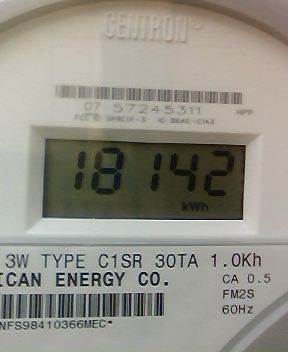 CENTRON®
07 57245311 HPP
18142
kWh
3W TYPE C1SR 30TA 1.0Kh
ICAN ENERGY CO.
CA 0.5
FM2S
60Hz
NFS98410366MEC*